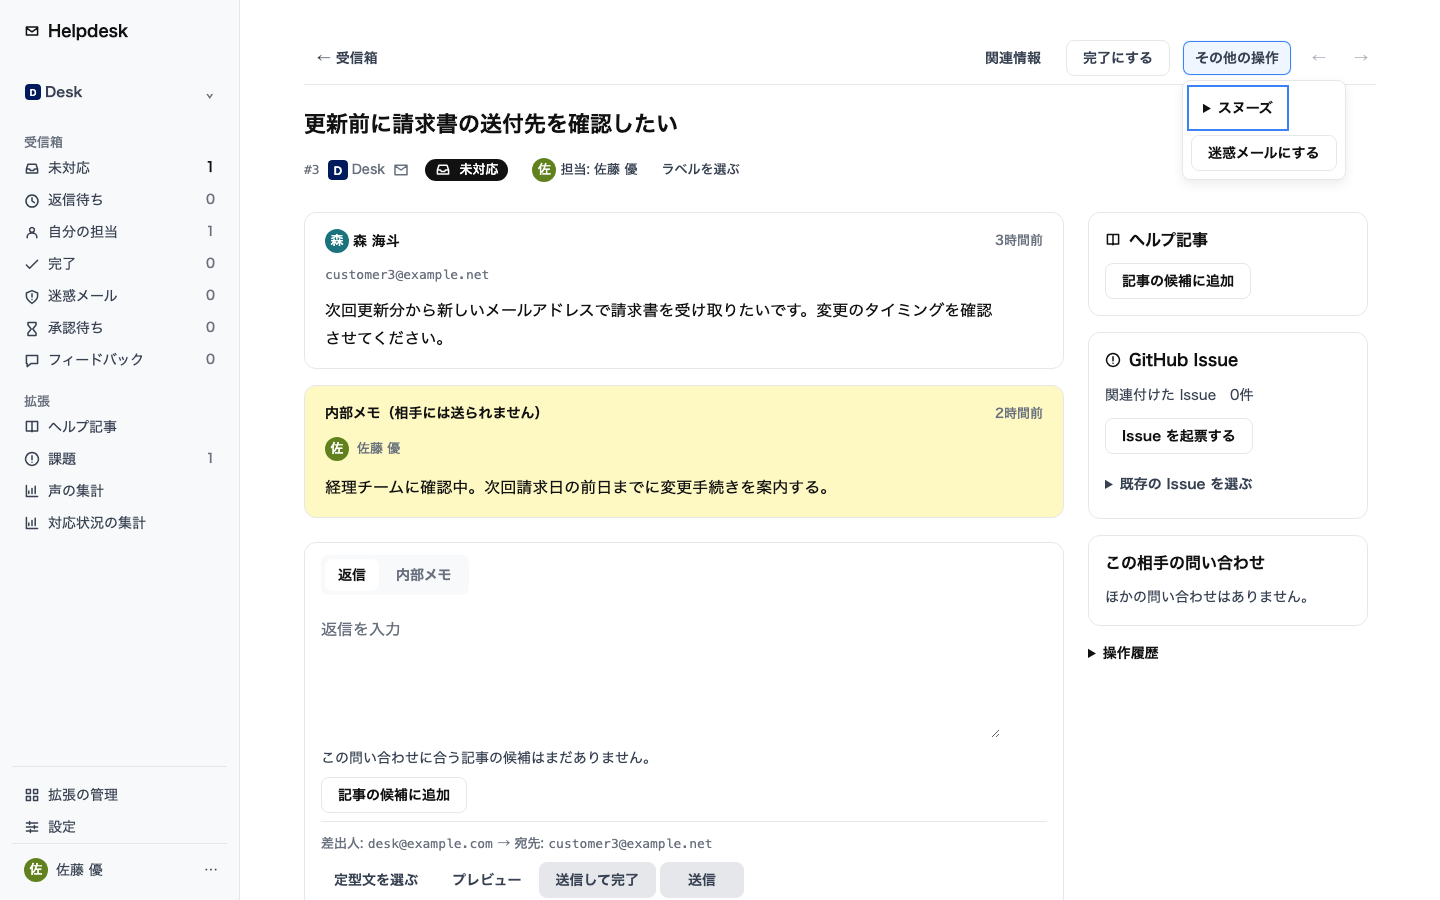 Helpdesk
D Desk
受信箱
未対応 1
返信待ち 0
自分の担当 1
完了 0
迷惑メール 0
承認待ち 0
フィードバック 0
拡張
ヘルプ記事
課題 1
声の集計
対応状況の集計
拡張の管理
設定
佐 佐藤 優 …
← 受信箱
関連情報
完了にする
その他の操作
← →
スヌーズ
迷惑メールにする
更新前に請求書の送付先を確認したい
#3 D Desk 未対応 佐 担当: 佐藤 優 ラベルを選ぶ
森 森 海斗 3時間前
customer3@example.net
次回更新分から新しいメールアドレスで請求書を受け取りたいです。変更のタイミングを確認
させてください。
内部メモ（相手には送られません） 2時間前
佐 佐藤 優
経理チームに確認中。次回請求日の前日までに変更手続きを案内する。
返信 内部メモ
返信を入力
この問い合わせに合う記事の候補はまだありません。
記事の候補に追加
差出人: desk@example.com → 宛先: customer3@example.net
定型文を選ぶ プレビュー 送信して完了 送信
ヘルプ記事
記事の候補に追加
GitHub Issue
関連付けた Issue 0件
Issue を起票する
既存の Issue を選ぶ
この相手の問い合わせ
ほかの問い合わせはありません。
操作履歴